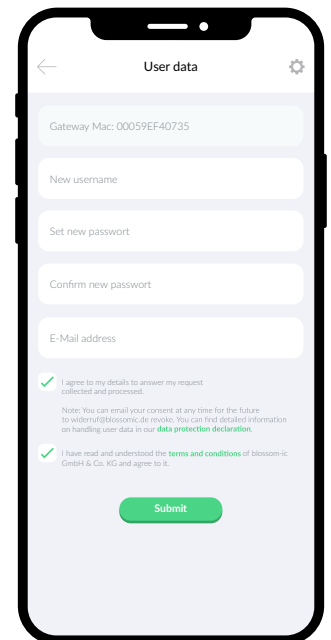 User data
Gateway Mac: 00059EF40735
New username
Set new passwort
Confirm new passwort
E-Mail address
I agree to my details to answer my request
collected and processed.
Note: You can email your consent at any time for the future
to widerruf@blossomic.de revoke. You can find detailed information
on handling user data in our data protection declaration.
I have read and understood the terms and conditions of blossom-ic
GmbH & Co. KG and agree to it.
Submit